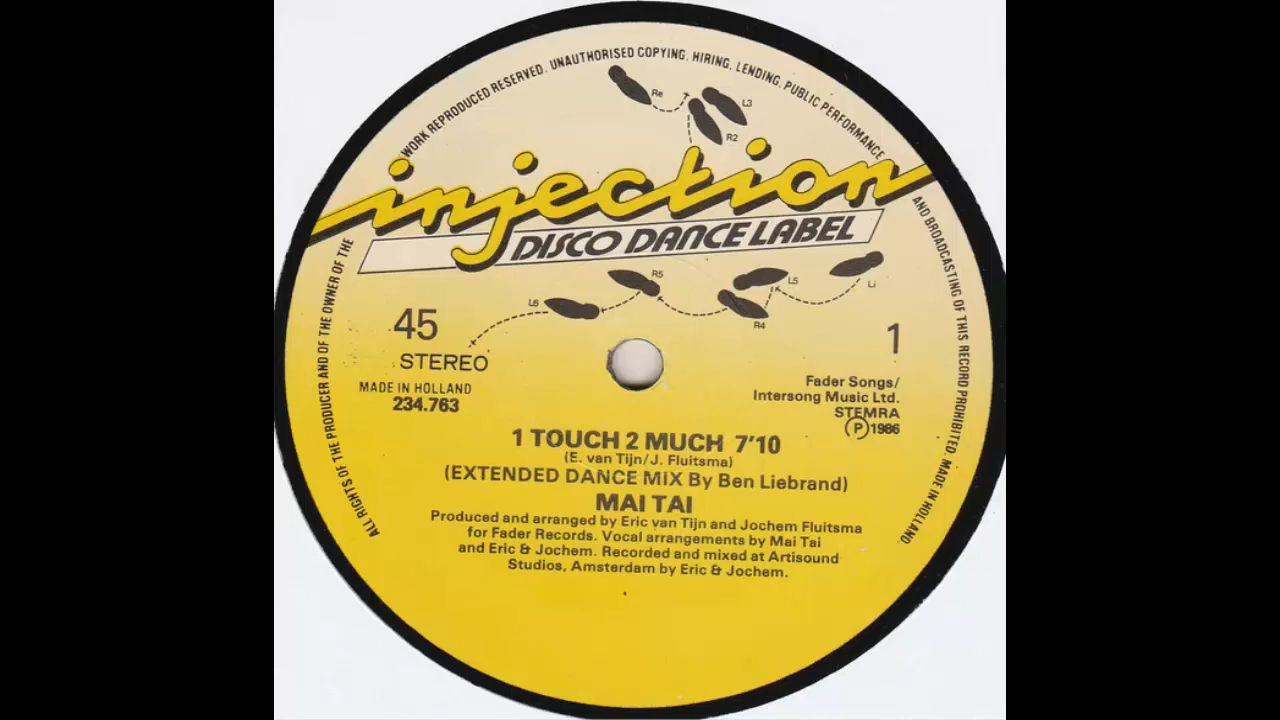 WORK REPRODUCED RESERVED. UNAUTHORISED COPYING, HIRING, LENDING, PUBLIC PERFORMANCE
AND BROADCASTING OF THIS RECORD PROHIBITED. MADE IN HOLLAND.
ALL RIGHTS OF THE PRODUCER AND OF THE OWNER OF THE
Re
L3
R2
injection
DISCO DANCE LABEL
R5
L5
Li
L6
R4
45
1
STEREO
MADE IN HOLLAND
234.763
Fader Songs/
Intersong Music Ltd.
STEMRA
Ⓟ 1986
1 TOUCH 2 MUCH 7'10
(E. van Tijn/J. Fluitsma)
(EXTENDED DANCE MIX By Ben Liebrand)
MAI TAI
Produced and arranged by Eric van Tijn and Jochem Fluitsma
for Fader Records. Vocal arrangements by Mai Tai
and Eric & Jochem. Recorded and mixed at Artisound
Studios, Amsterdam by Eric & Jochem.